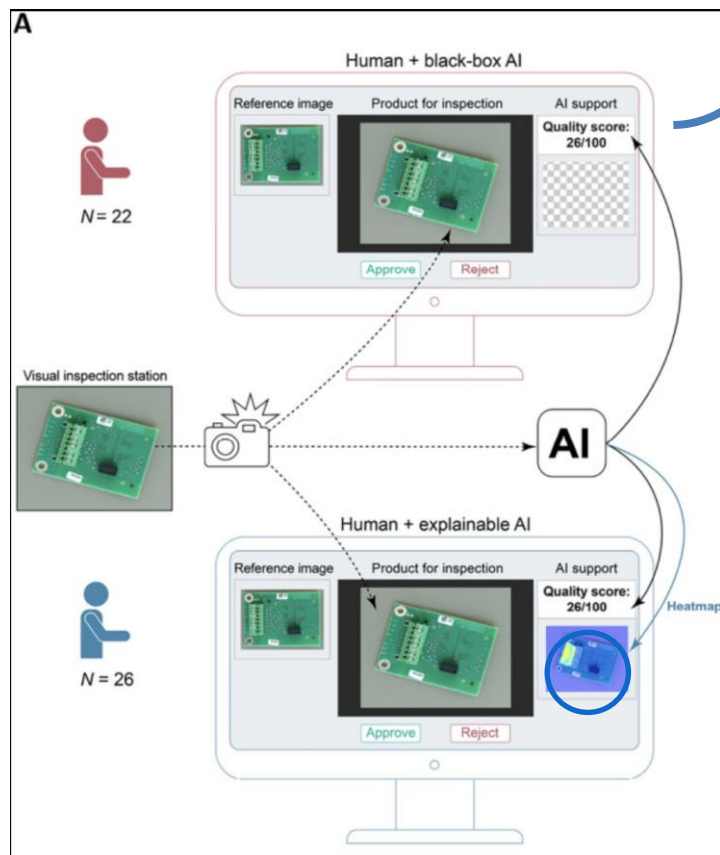 A
Human + black-box AI
Reference image
Product for inspection
AI support
Quality score:
26/100
N = 22
Approve
Reject
Visual inspection station
AI
Human + explainable AI
Reference image
Product for inspection
AI support
Quality score:
26/100
Heatmap
N = 26
Approve
Reject